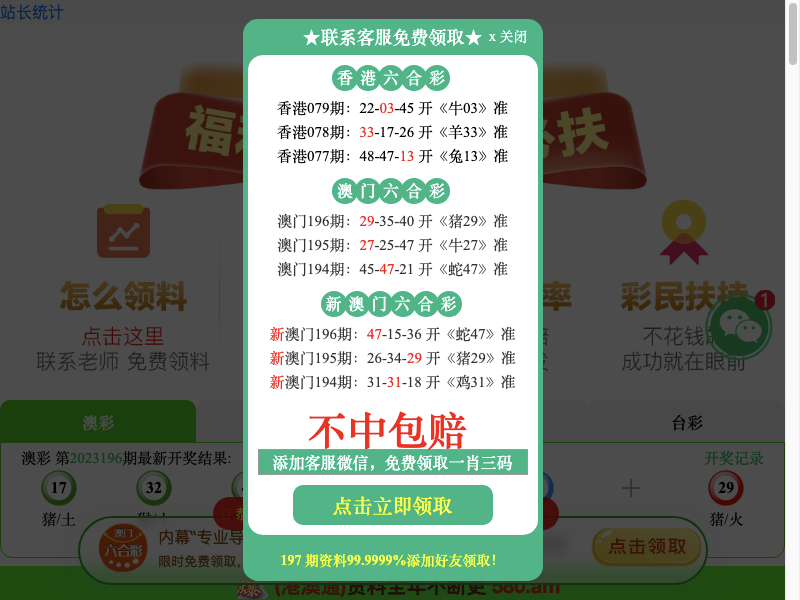 站长统计
★联系客服免费领取★ x 关闭
香港六合彩
香港079期：22-03-45 开《牛03》准
香港078期：33-17-26 开《羊33》准
香港077期：48-47-13 开《兔13》准
澳门六合彩
澳门196期：29-35-40 开《猪29》准
澳门195期：27-25-47 开《牛27》准
澳门194期：45-47-21 开《蛇47》准
新澳门六合彩
新澳门196期：47-15-36 开《蛇47》准
新澳门195期：26-34-29 开《猪29》准
新澳门194期：31-31-18 开《鸡31》准
不中包赔
添加客服微信，免费领取一肖三码
点击立即领取
197 期资料99.9999%添加好友领取！
福
扶
怎么领料
点击这里
联系老师 免费领料
率
彩民扶持
1
不花钱
成功就在眼前
澳彩
台彩
澳彩 第2023196期最新开奖结果:
开奖记录
17
32
29
猪/土
猪/火
澳门
六合彩
内幕“专业导
限时免费领取，
点击领取
(港澳通)资料全年不断更 580.am